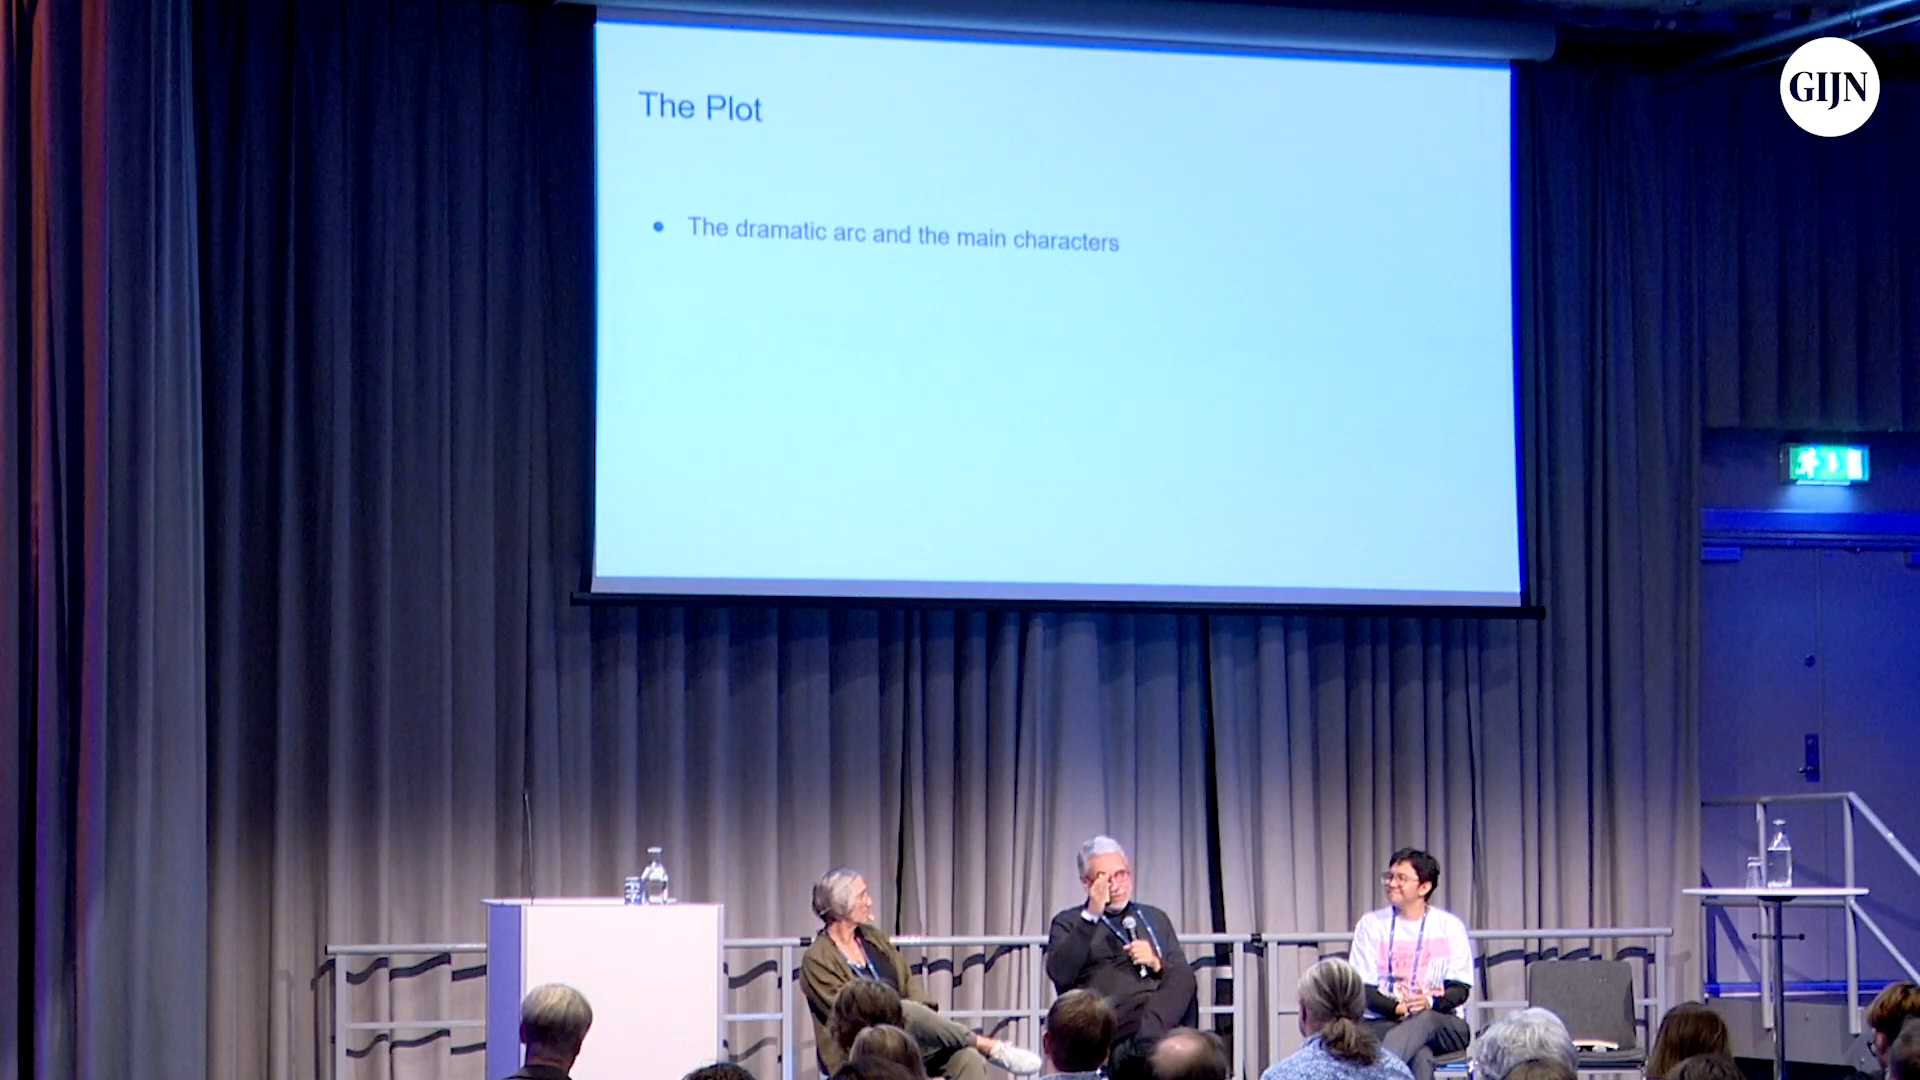 GIJN
The Plot
• The dramatic arc and the main characters